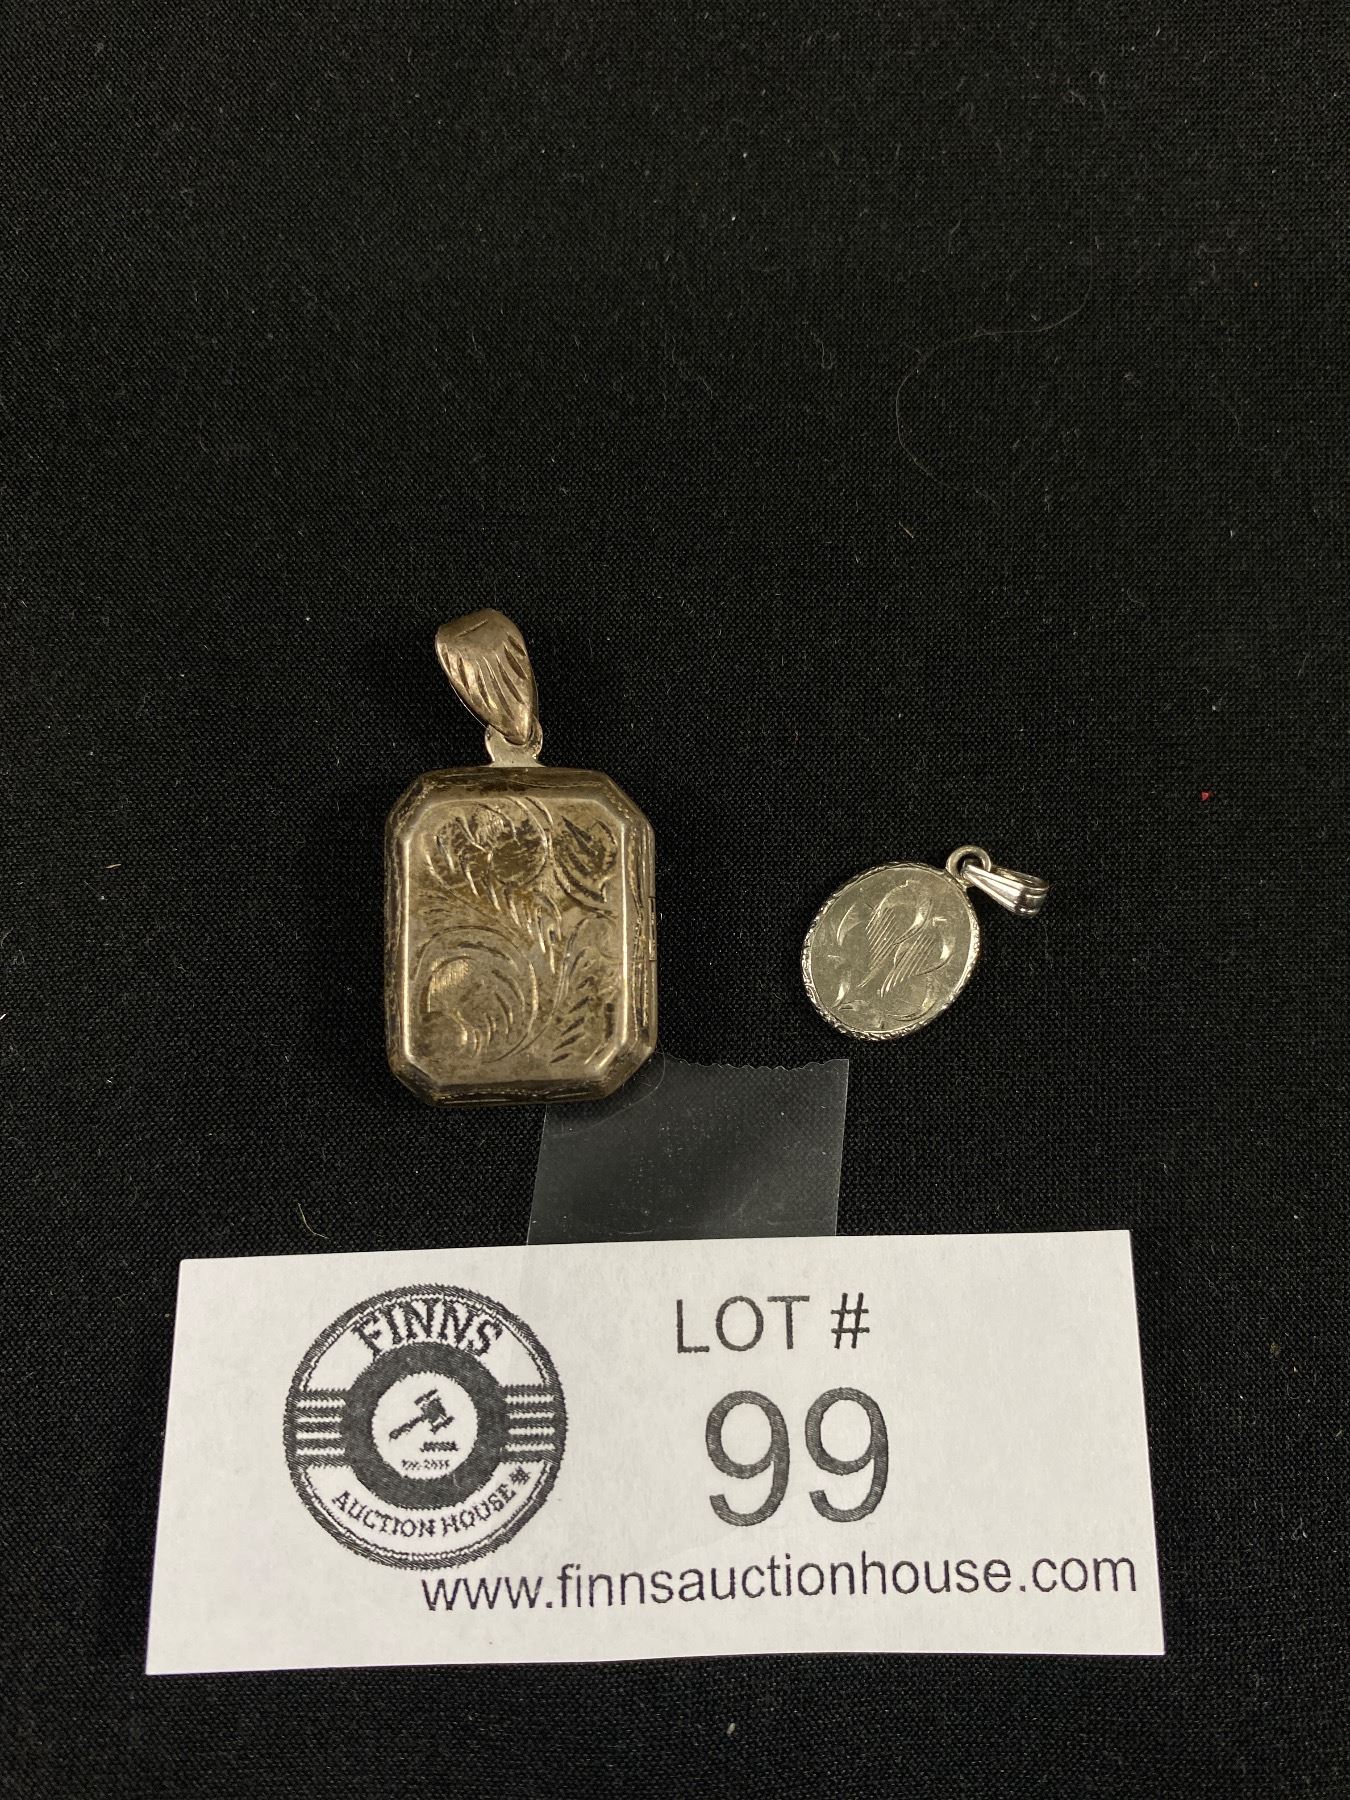 FINNS
AUCTION HOUSE
LOT #
99
www.finnsauctionhouse.com